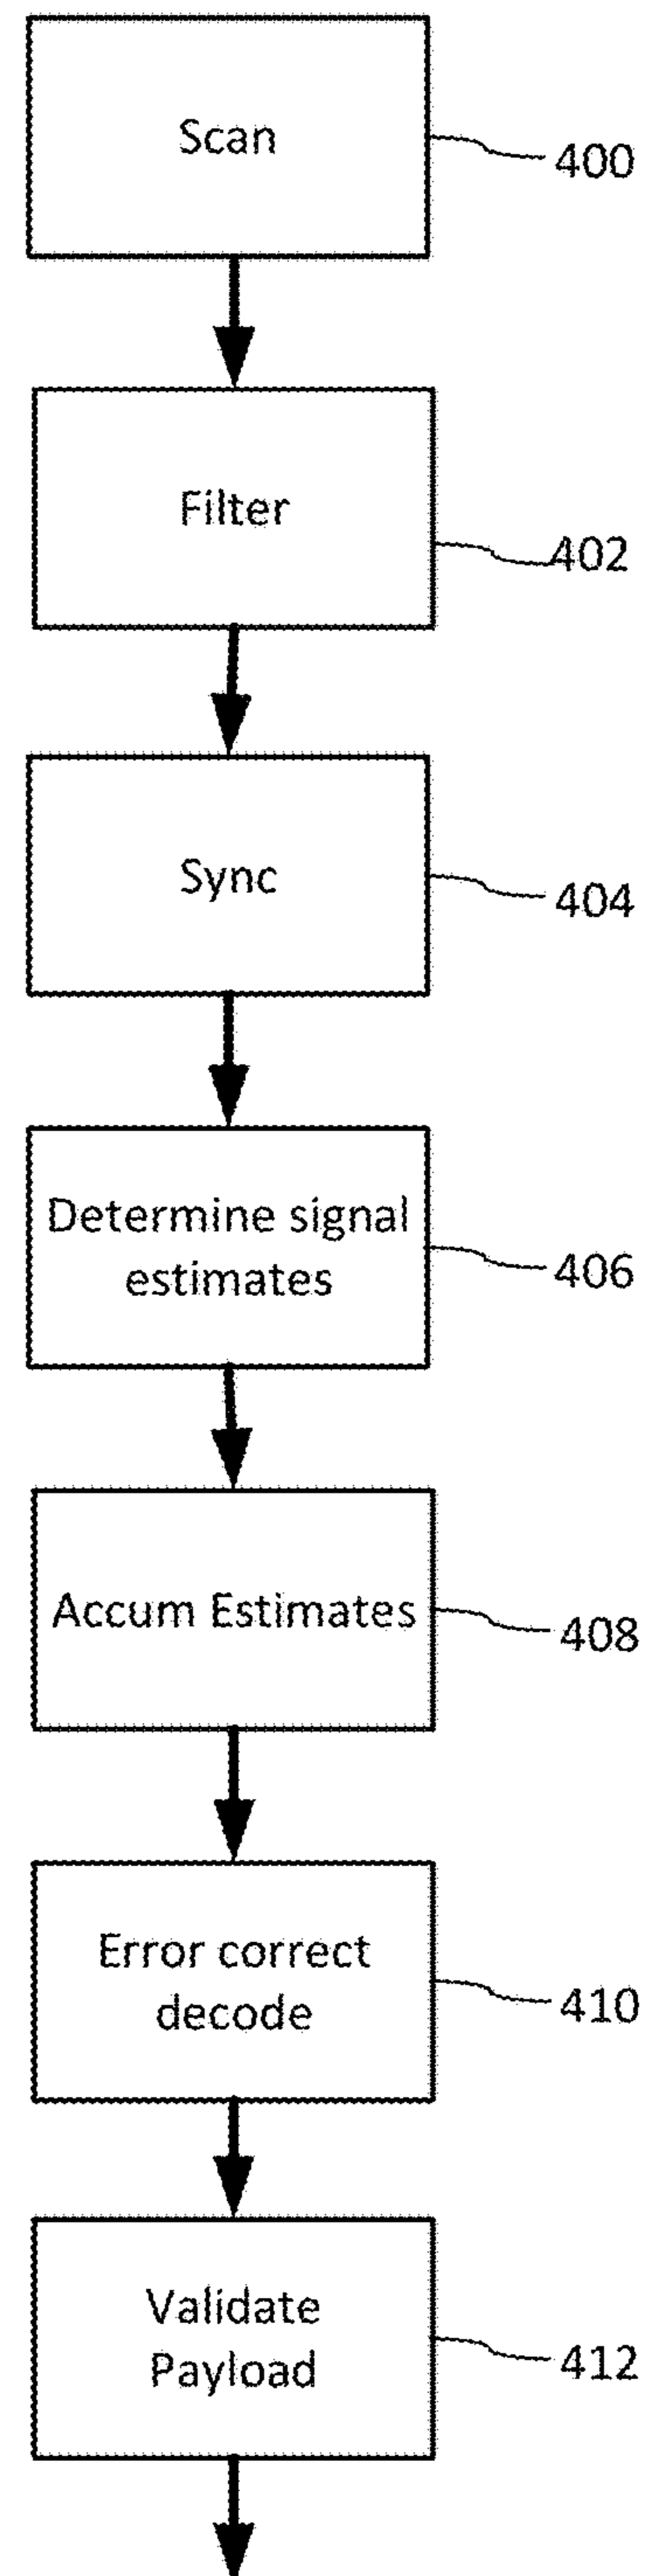 Scan
400
Filter
402
Sync
404
Determine signal
estimates
406
Accum Estimates
408
Error correct
decode
410
Validate
Payload
412